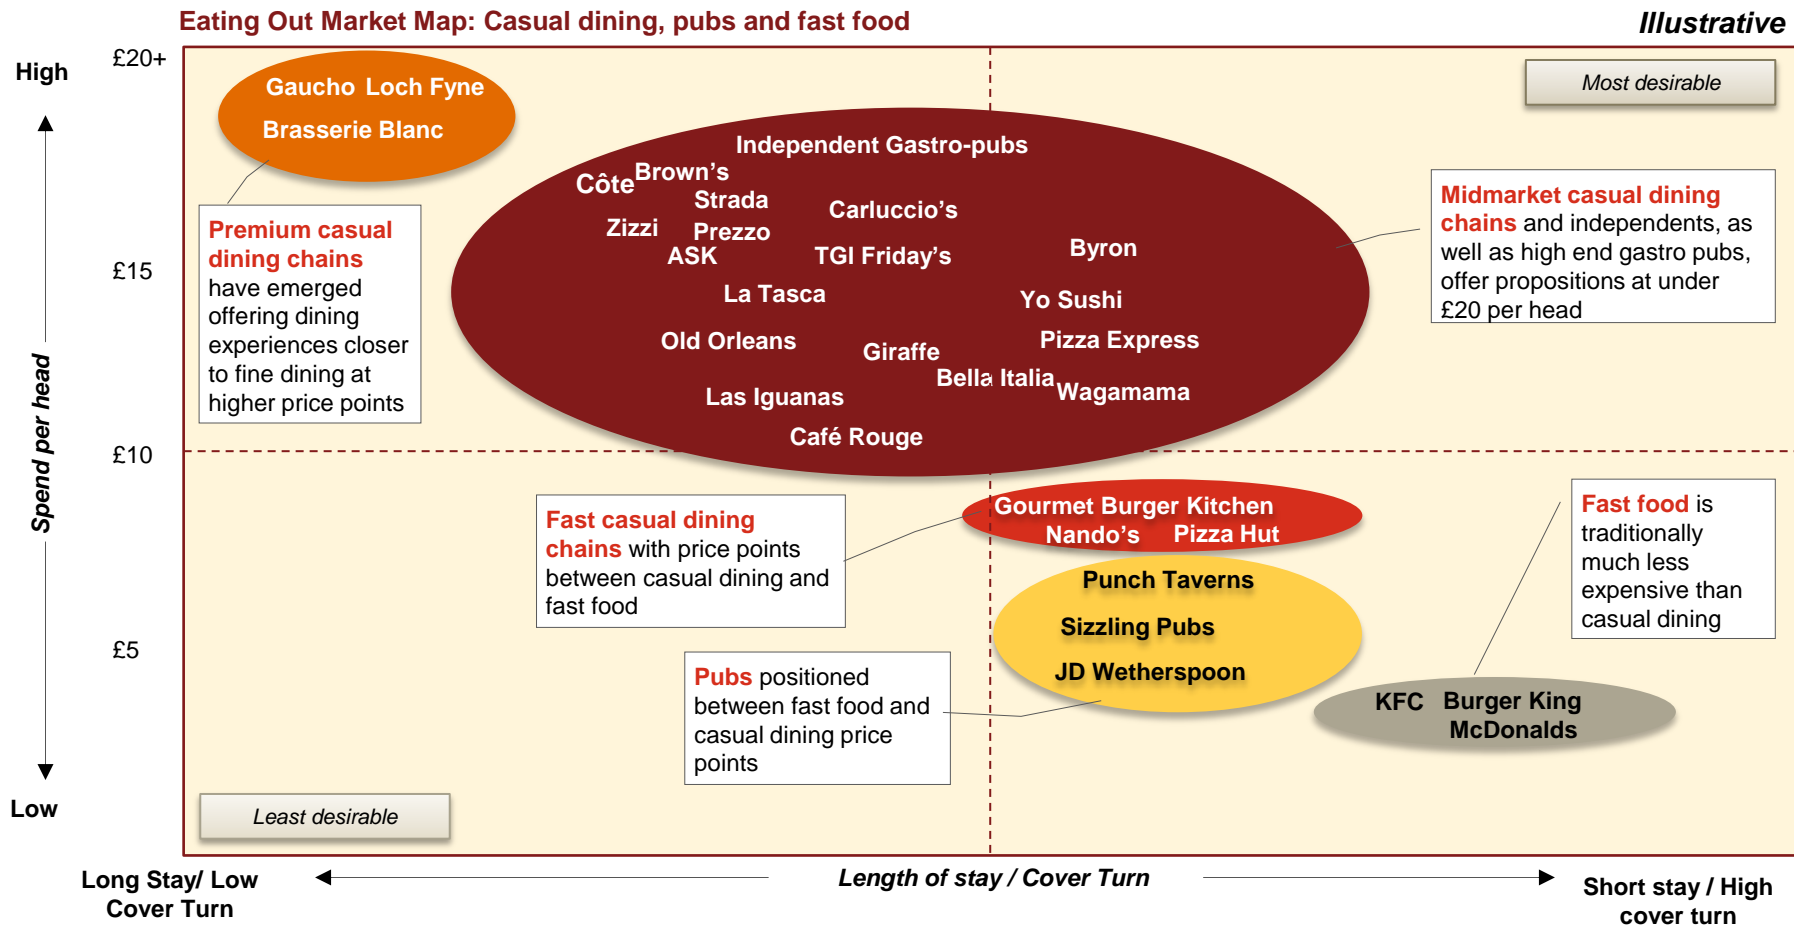 Eating Out Market Map: Casual dining, pubs and fast food
Illustrative
High
£20+
Most desirable
Gaucho Loch Fyne
Brasserie Blanc
Independent Gastro-pubs
Brown's
Côte
Strada
Carluccio's
Zizzi
Prezzo
ASK
TGI Friday's
Byron
La Tasca
Yo Sushi
Old Orleans
Giraffe
Pizza Express
Bella Italia
Las Iguanas
Wagamama
Café Rouge
Premium casual
dining chains
have emerged
offering dining
experiences closer
to fine dining at
higher price points
Midmarket casual dining
chains and independents, as
well as high end gastro pubs,
offer propositions at under
£20 per head
£15
Spend per head
£10
Fast casual dining
chains with price points
between casual dining and
fast food
Gourmet Burger Kitchen
Nando's Pizza Hut
Fast food is
traditionally
much less
expensive than
casual dining
Punch Taverns
Sizzling Pubs
JD Wetherspoon
£5
Pubs positioned
between fast food and
casual dining price
points
KFC Burger King
McDonalds
Low
Least desirable
Long Stay/ Low
Cover Turn
Length of stay / Cover Turn
Short stay / High
cover turn